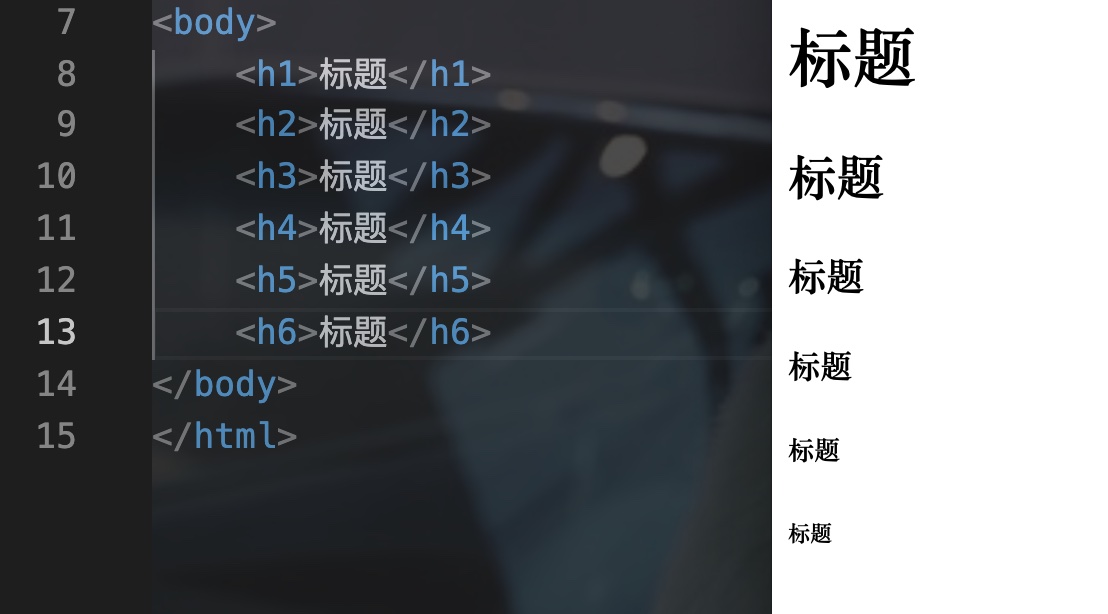 7 <body>
8 <h1>标题</h1>
9 <h2>标题</h2>
10 <h3>标题</h3>
11 <h4>标题</h4>
12 <h5>标题</h5>
13 <h6>标题</h6>
14 </body>
15 </html>
标题
标题
标题
标题
标题
标题